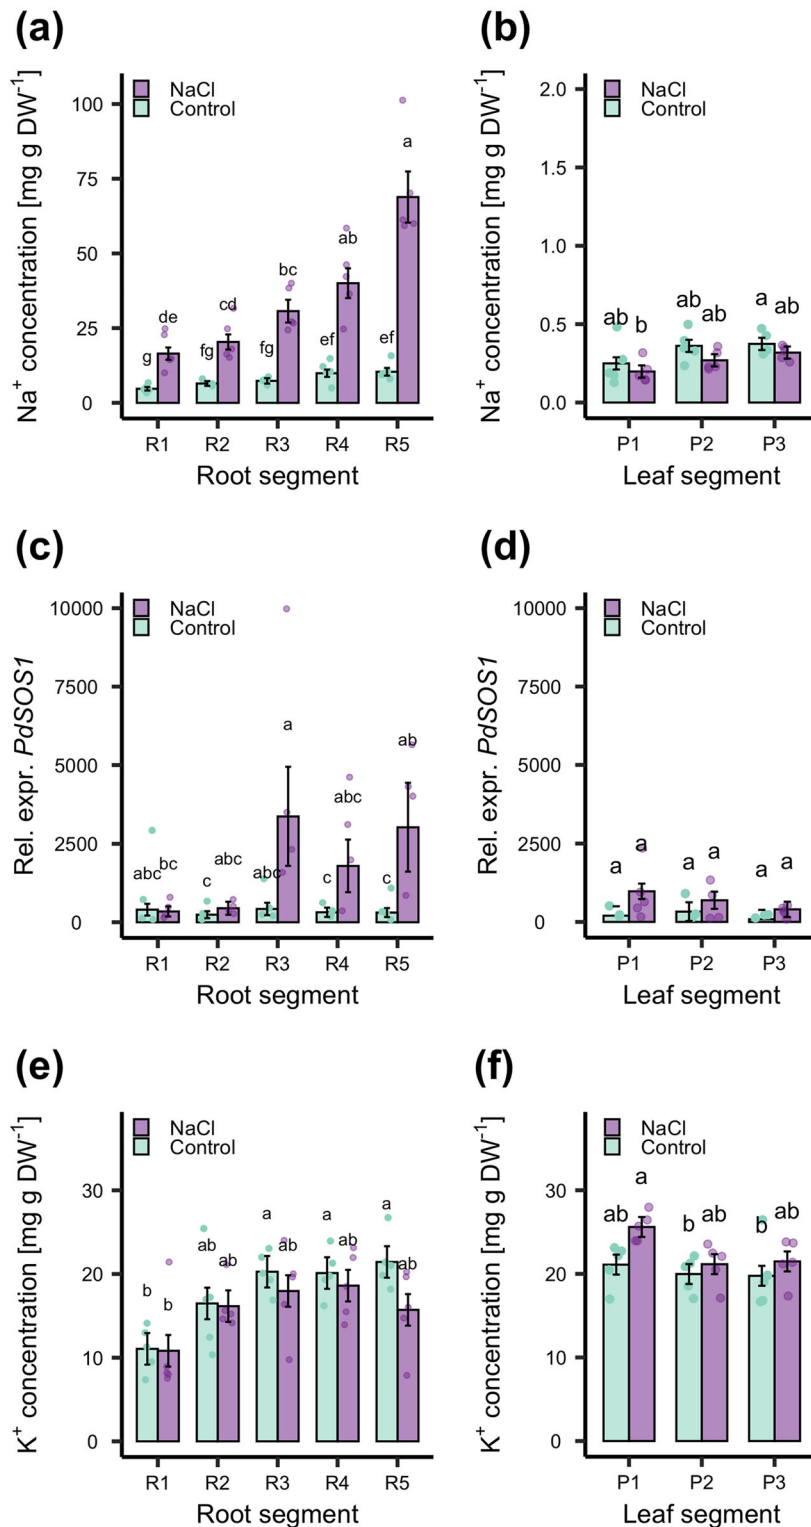 (a)
Na⁺ concentration [mg g DW⁻¹]
NaCl
Control
100
75
50
25
0
g de fg cd fg bc ef ab ef a
R1 R2 R3 R4 R5
Root segment
(b)
Na⁺ concentration [mg g DW⁻¹]
NaCl
Control
2.0
1.5
1.0
0.5
0.0
ab b ab ab a ab
P1 P2 P3
Leaf segment
(c)
Rel. expr. PdSOS1
NaCl
Control
10000
7500
5000
2500
0
abc bc c abc abc a c abc c ab
R1 R2 R3 R4 R5
Root segment
(d)
Rel. expr. PdSOS1
NaCl
Control
10000
7500
5000
2500
0
a a a a a a
P1 P2 P3
Leaf segment
(e)
K⁺ concentration [mg g DW⁻¹]
NaCl
Control
30
20
10
0
b b ab ab a ab a ab a ab
R1 R2 R3 R4 R5
Root segment
(f)
K⁺ concentration [mg g DW⁻¹]
NaCl
Control
30
20
10
0
ab a b ab b ab
P1 P2 P3
Leaf segment